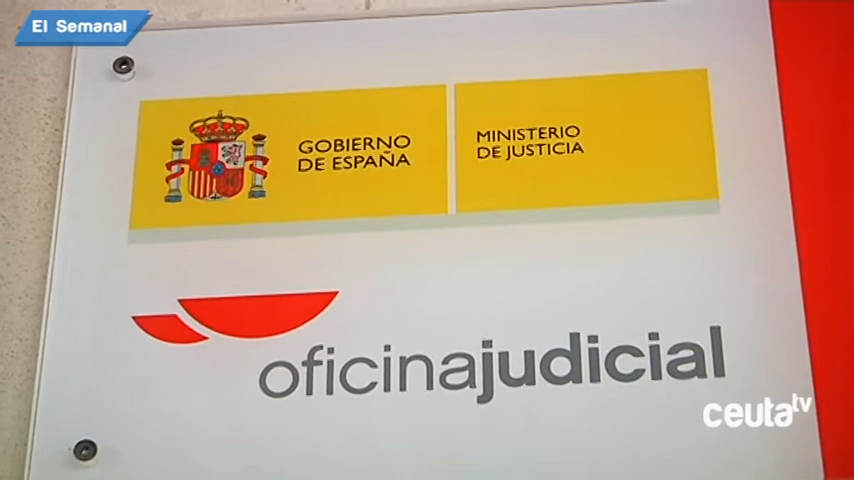 El Semanal
GOBIERNO
DE ESPAÑA
MINISTERIO
DE JUSTICIA
oficinajudicial
ceutatv